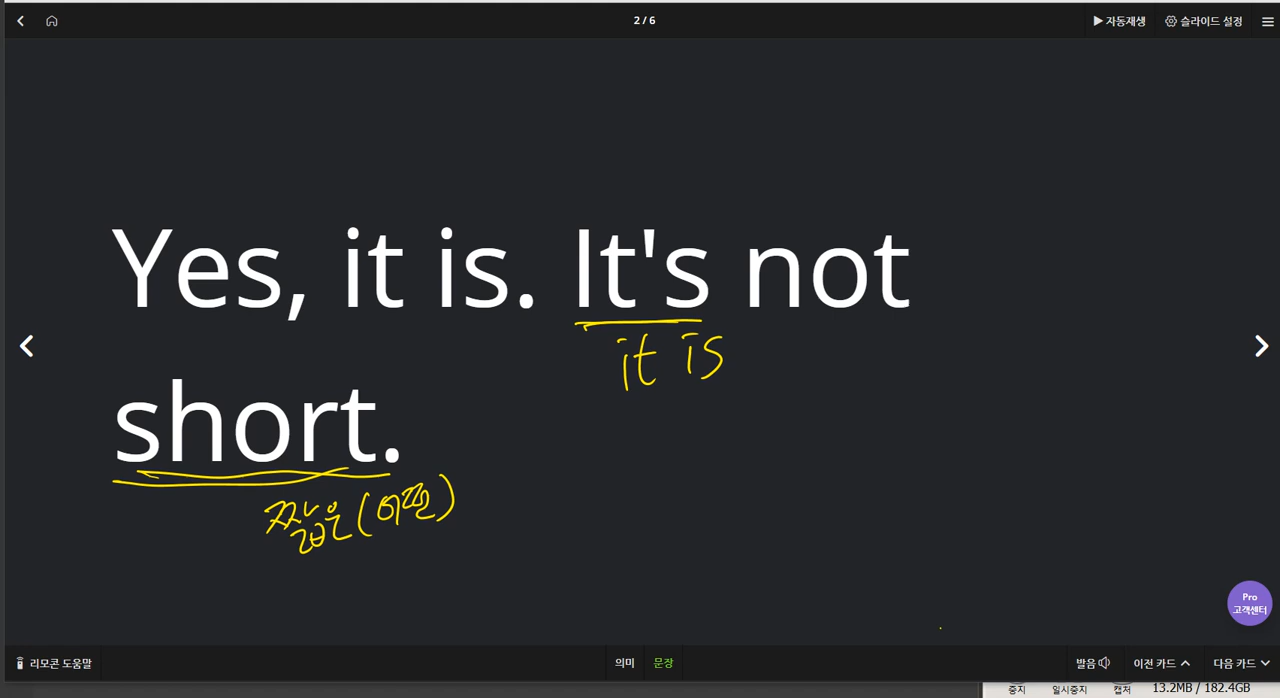 2 / 6
▶ 자동재생
슬라이드 설정
Yes, it is. It's not
it is
short.
짧은 (
Pro
고객센터
리모콘 도움말
의미
문장
발음
이전 카드
다음 카드
중지
일시중지
캡처
13.2MB / 182.4GB